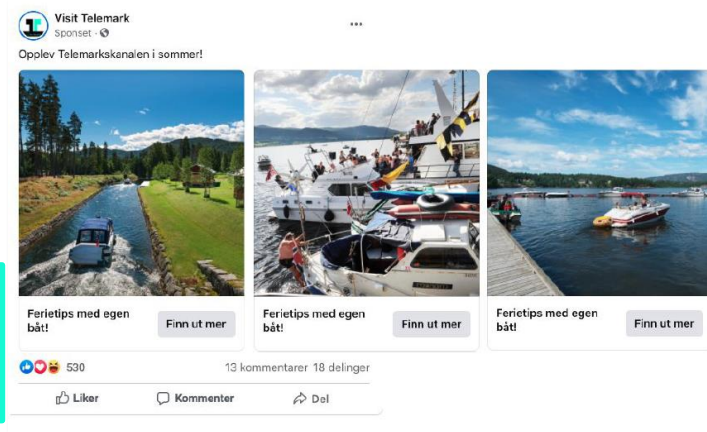 Visit Telemark
Sponset ·
Opplev Telemarkskanalen i sommer!
Ferietips med egen båt!
Finn ut mer
Ferietips med egen båt!
Finn ut mer
Ferietips med egen båt!
Finn ut mer
530
13 kommentarer 18 delinger
Liker
Kommenter
Del